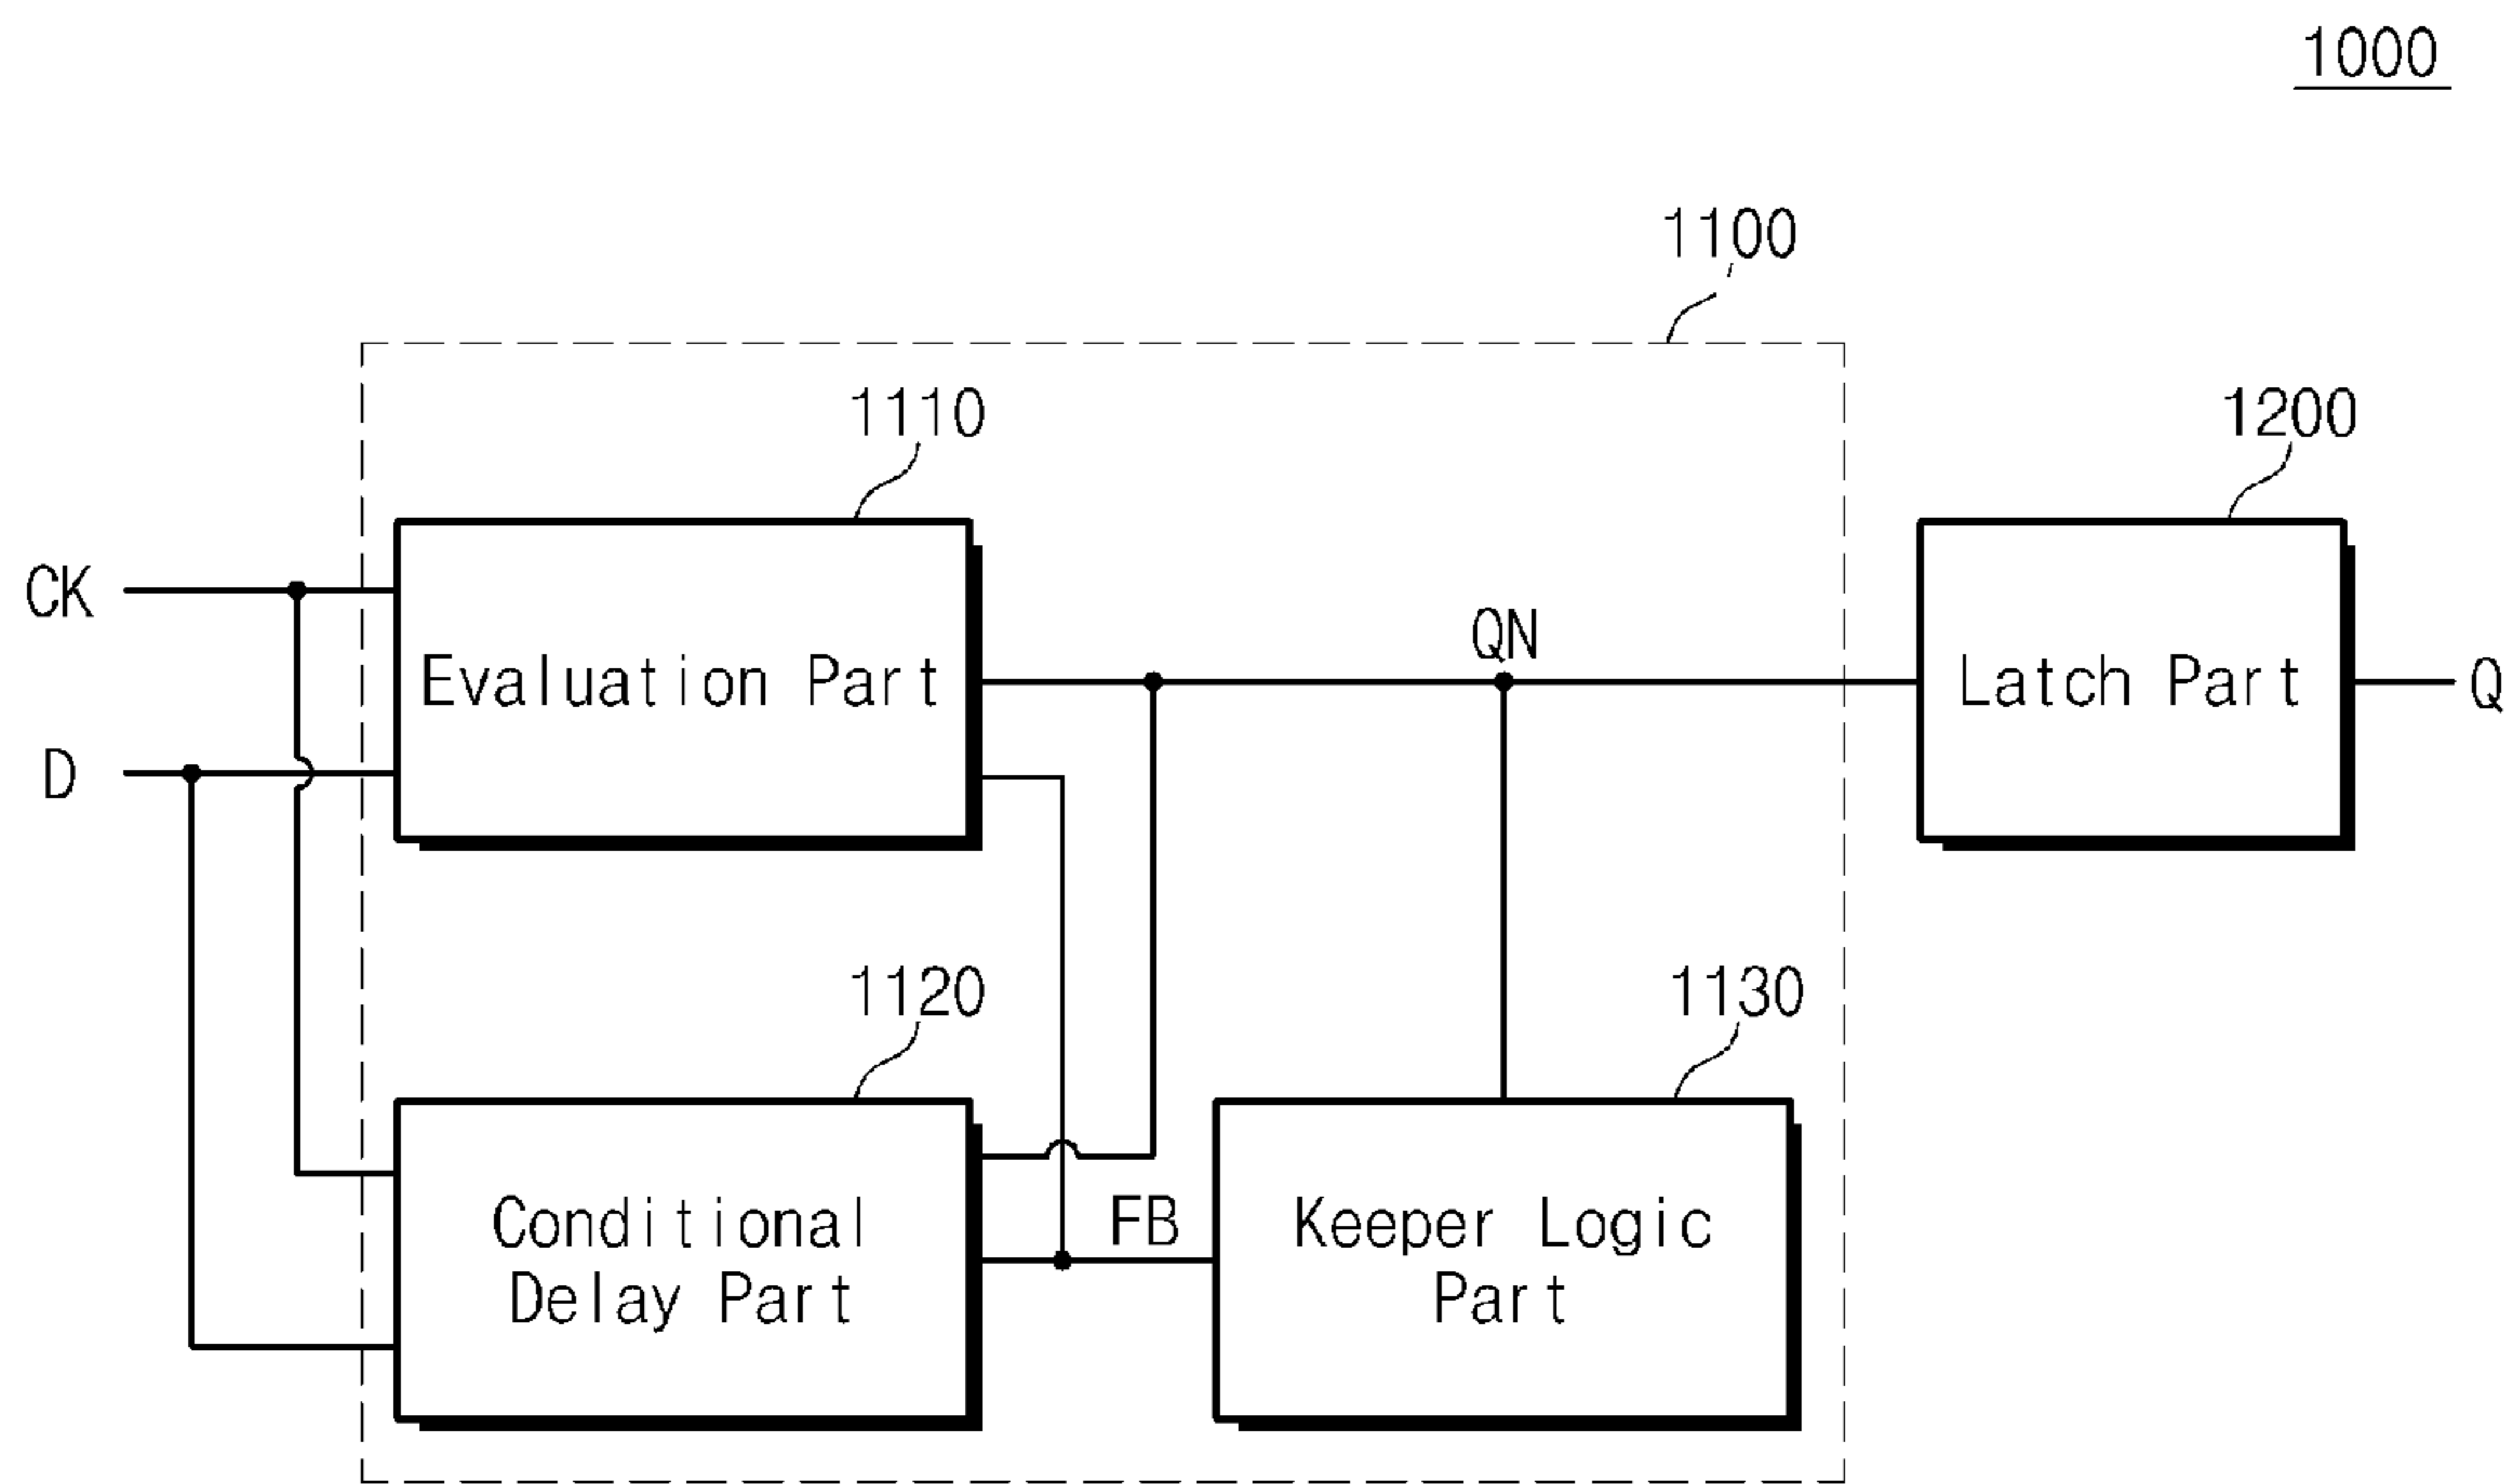 1000
1100
1110
1200
CK
Evaluation Part
QN
Latch Part
Q
D
1120
1130
FB
Conditional
Delay Part
Keeper Logic
Part